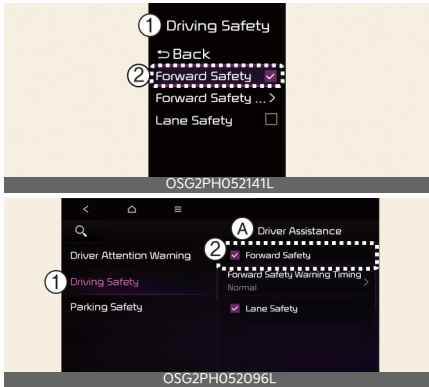 1 Driving Safety
Back
2 Forward Safety
Forward Safety ... >
Lane Safety
OSG2PH052141L
A Driver Assistance
Driver Attention Warning
2 Forward Safety
1 Driving Safety
Forward Safety Warning Timing >
Normal
Parking Safety
Lane Safety
OSG2PH052096L